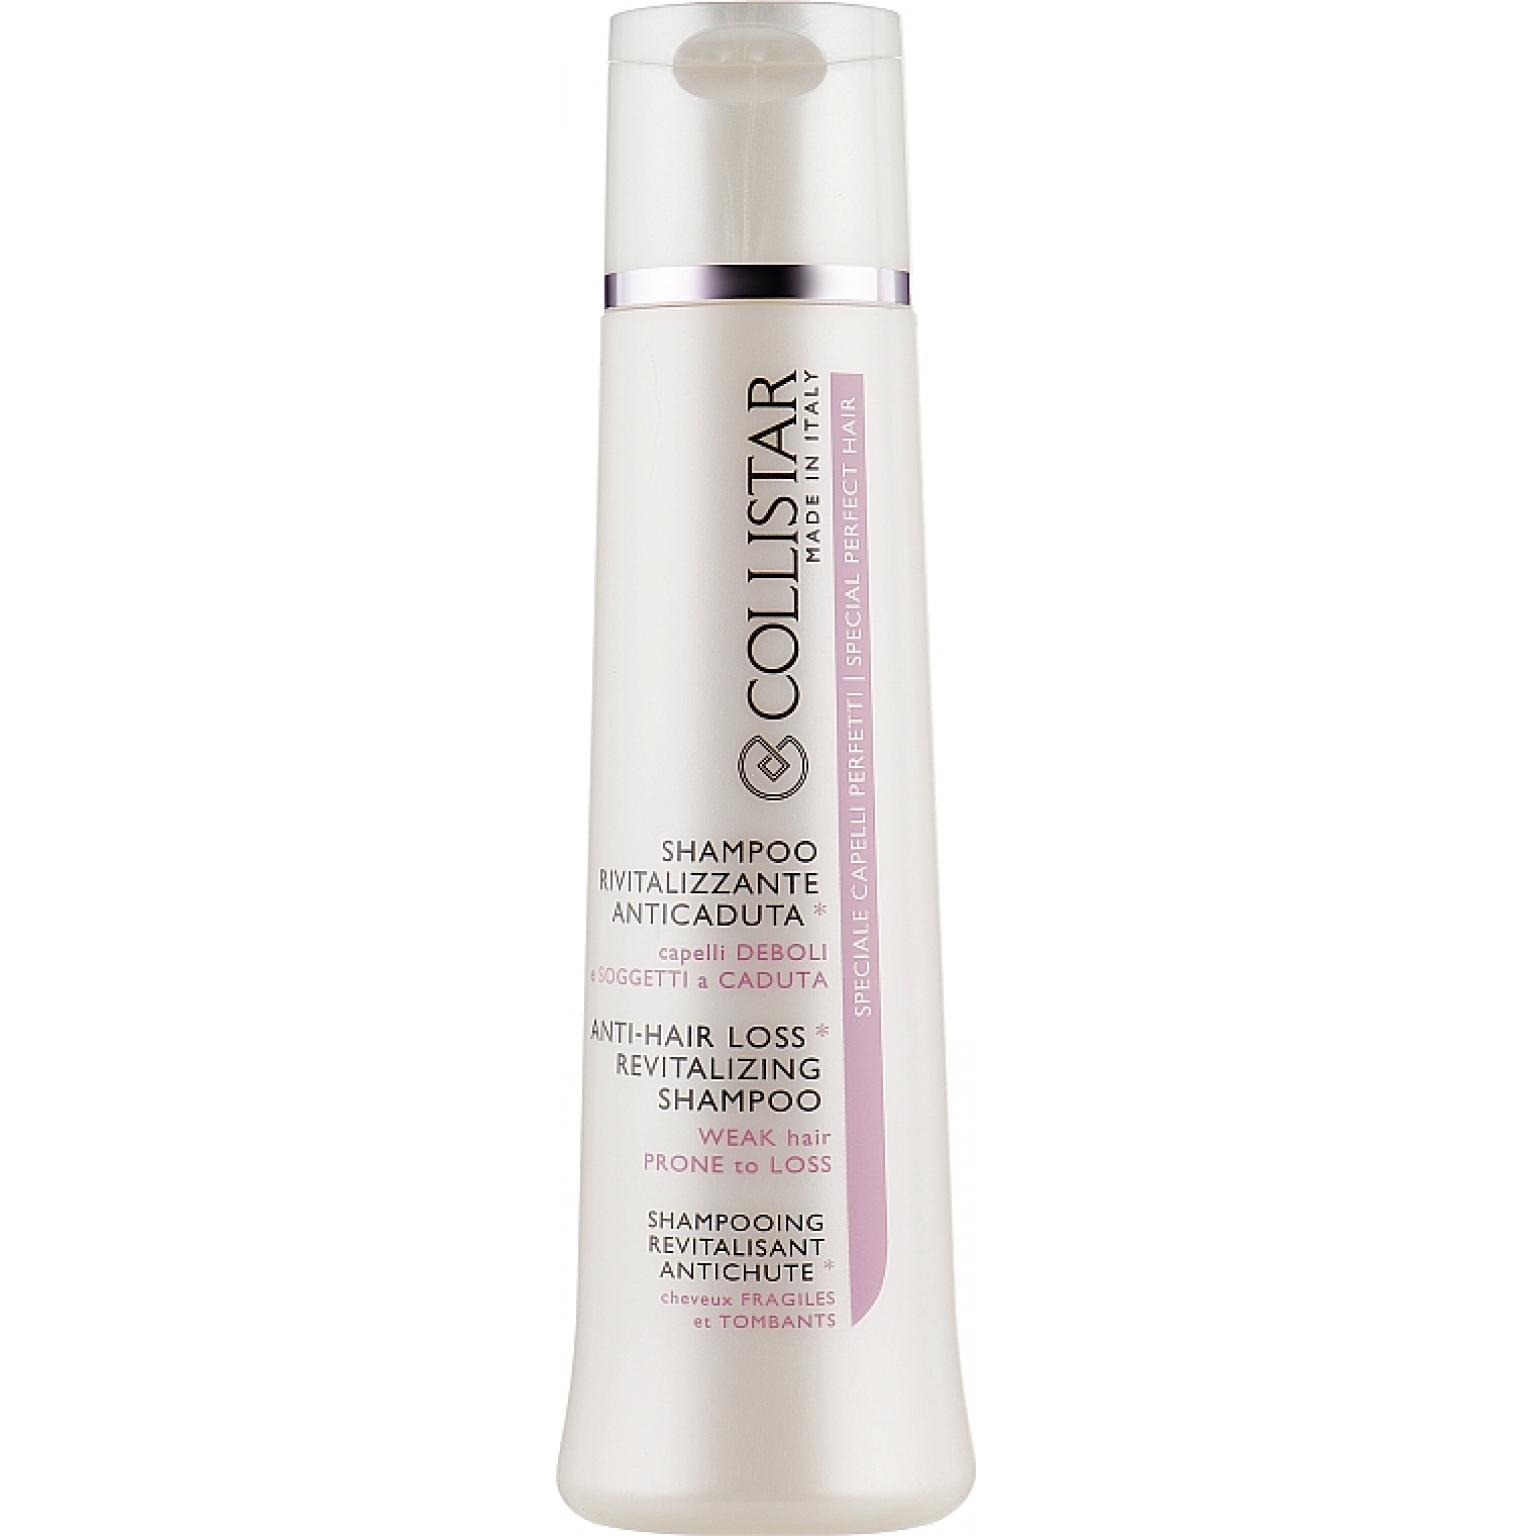 COLLISTAR
MADE IN ITALY
SPECIALE CAPELLI PERFETTI | SPECIAL PERFECT HAIR
SHAMPOO
RIVITALIZZANTE
ANTICADUTA *
capelli DEBOLI
e SOGGETTI a CADUTA
ANTI-HAIR LOSS *
REVITALIZING
SHAMPOO
WEAK hair
PRONE to LOSS
SHAMPOOING
REVITALISANT
ANTICHUTE *
cheveux FRAGILES
et TOMBANTS